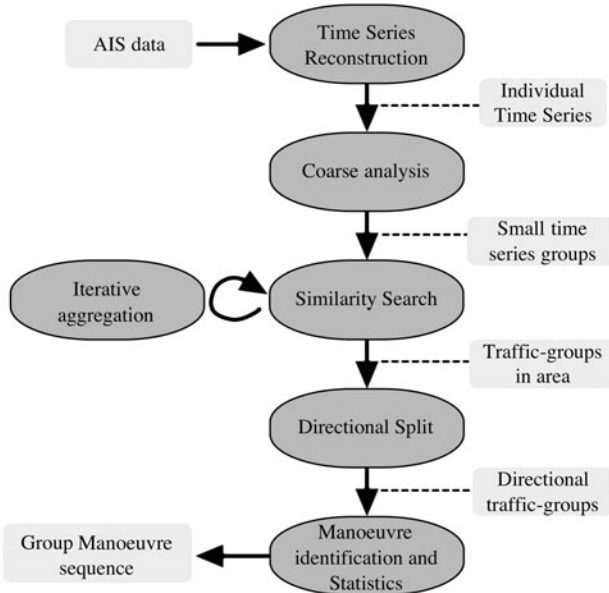 AIS data
Time Series
Reconstruction
Individual
Time Series
Coarse analysis
Small time
series groups
Iterative
aggregation
Similarity Search
Traffic-groups
in area
Directional Split
Directional
traffic-groups
Group Manoeuvre
sequence
Manoeuvre
identification and
Statistics